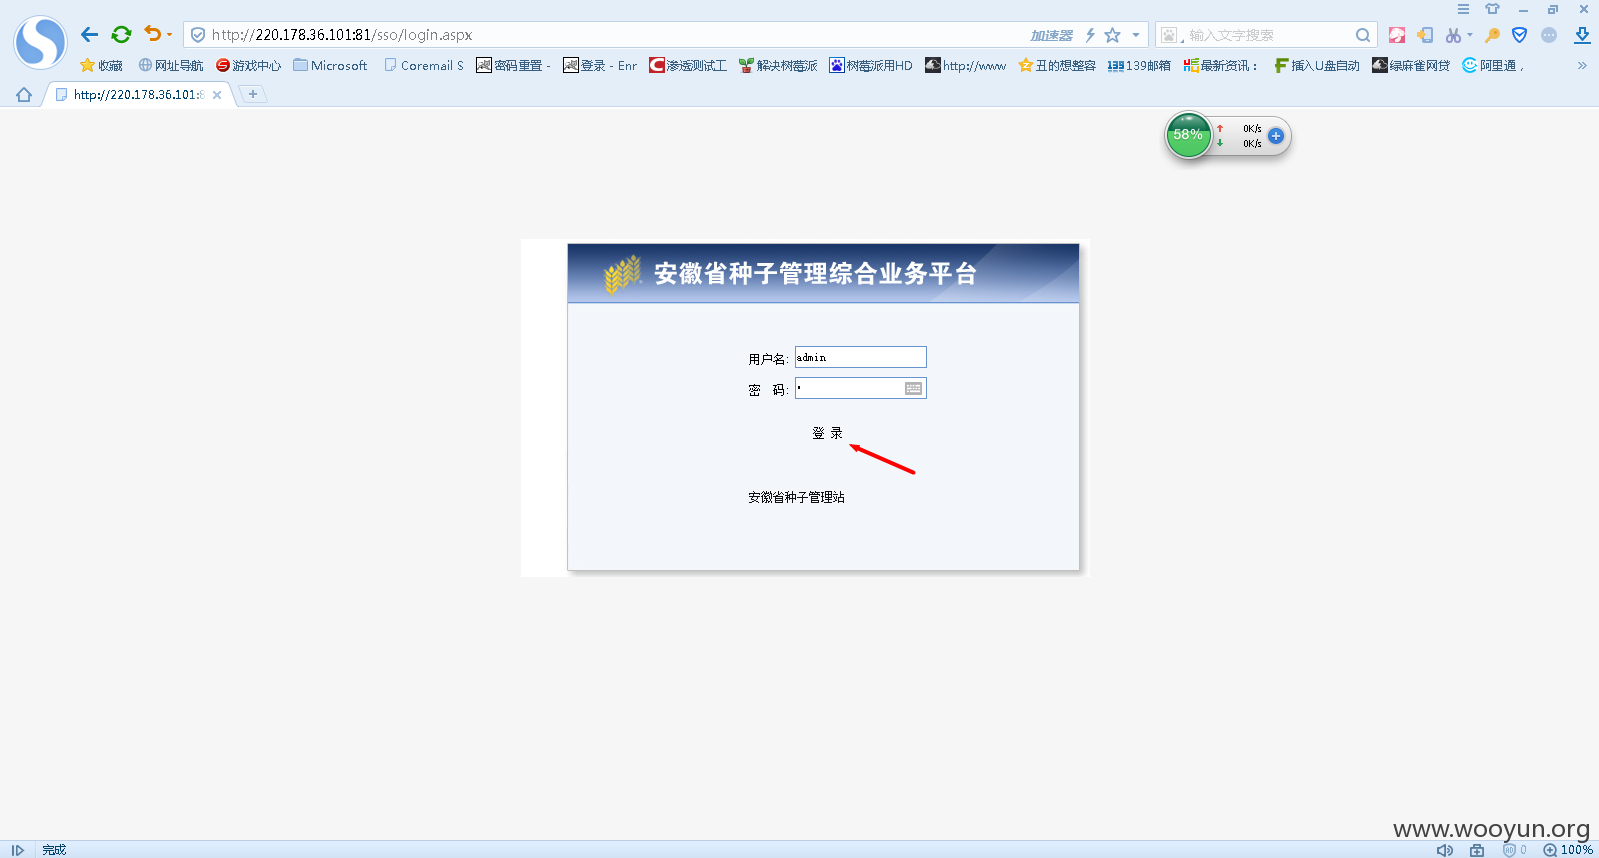 http://220.178.36.101:81/sso/login.aspx
加速器
输入文字搜索
收藏
网址导航
游戏中心
Microsoft
Coremail S
密码重置 -
登录 - Enr
渗透测试工
解决树莓派
树莓派用HD
http://www
丑的想整容
139邮箱
最新资讯：
插入U盘自动
绿麻雀网贷
阿里通，
»
http://220.178.36.101:8
58%
0K/s
0K/s
安徽省种子管理综合业务平台
用户名: admin
密 码:
登 录
安徽省种子管理站
www.wooyun.org
完成
0
100%